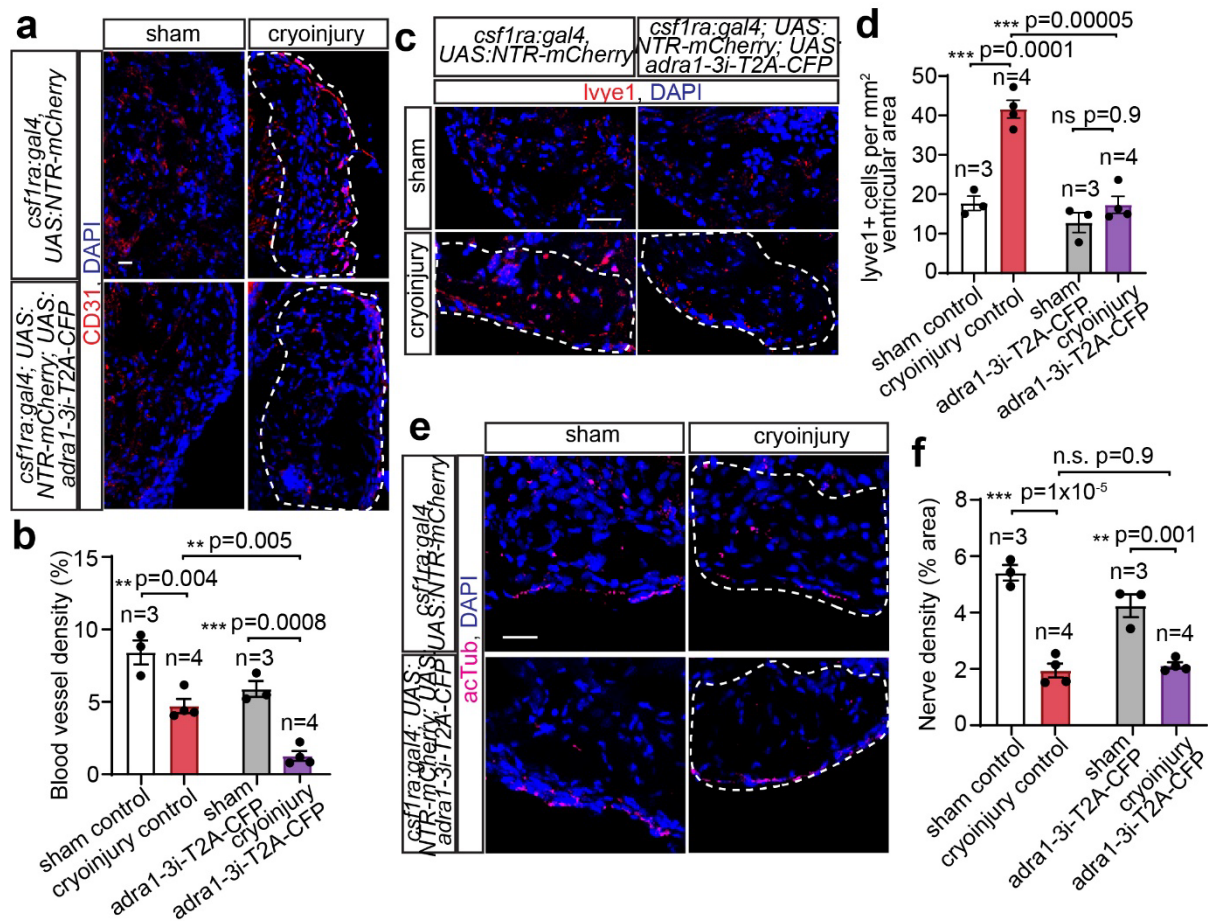 a
sham
cryoinjury
csf1ra:gal4,
UAS:NTR-mCherry
csf1ra:gal4; UAS:
NTR-mCherry; UAS:
adra1-3i-T2A-CFP
CD31, DAPI
b
Blood vessel density (%)
15
10
5
0
** p=0.005
** p=0.004
n=3
n=4
*** p=0.0008
n=3
n=4
sham control
cryoinjury control
sham
adra1-3i-T2A-CFP
cryoinjury
adra1-3i-T2A-CFP
c
csf1ra:gal4,
UAS:NTR-mCherry
csf1ra:gal4; UAS:
NTR-mCherry; UAS:
adra1-3i-T2A-CFP
lvye1, DAPI
sham
cryoinjury
d
lyve1+ cells per mm2
ventricular area
50
40
30
20
10
0
*** p=0.00005
*** p=0.0001
n=4
n=3
ns p=0.9
n=3
n=4
sham control
cryoinjury control
sham
adra1-3i-T2A-CFP
cryoinjury
adra1-3i-T2A-CFP
e
sham
cryoinjury
csf1ra:gal4,
UAS:NTR-mCherry
csf1ra:gal4; UAS:
NTR-mCherry; UAS:
adra1-3i-T2A-CFP
acTub, DAPI
f
Nerve density (% area)
8
6
4
2
0
n.s. p=0.9
*** p=1x10-5
n=3
n=4
** p=0.001
n=3
n=4
sham control
cryoinjury control
sham
adra1-3i-T2A-CFP
cryoinjury
adra1-3i-T2A-CFP